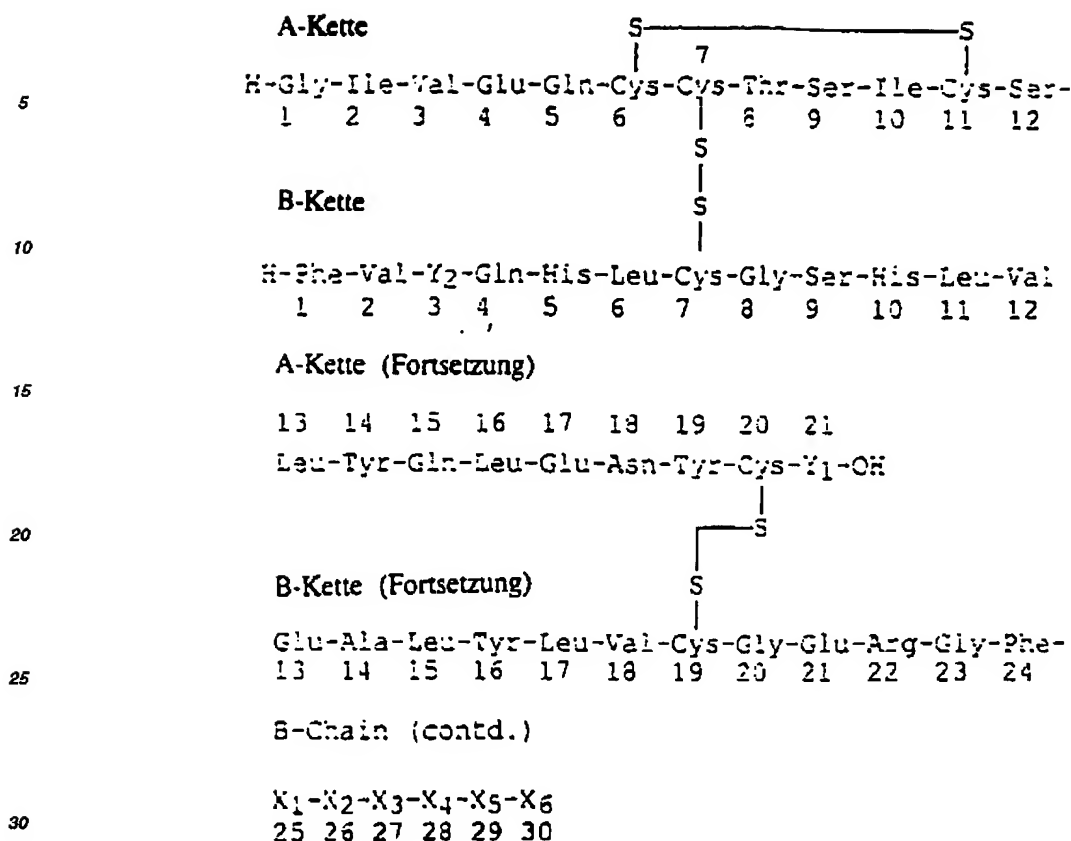 A-Kette
S S
7
5 H-Gly-Ile-Val-Glu-Gln-Cys-Cys-Thr-Ser-Ile-Cys-Ser-
1 2 3 4 5 6 8 9 10 11 12
S
B-Kette
S
10
H-Phe-Val-Y2-Gln-His-Leu-Cys-Gly-Ser-His-Leu-Val
1 2 3 4 5 6 7 8 9 10 11 12
A-Kette (Fortsetzung)
15
13 14 15 16 17 18 19 20 21
Leu-Tyr-Gln-Leu-Glu-Asn-Tyr-Cys-Y1-OH
20 S
B-Kette (Fortsetzung)
S
Glu-Ala-Leu-Tyr-Leu-Val-Cys-Gly-Glu-Arg-Gly-Phe-
25 13 14 15 16 17 18 19 20 21 22 23 24
B-Chain (contd.)
X1-X2-X3-X4-X5-X6
30 25 26 27 28 29 30